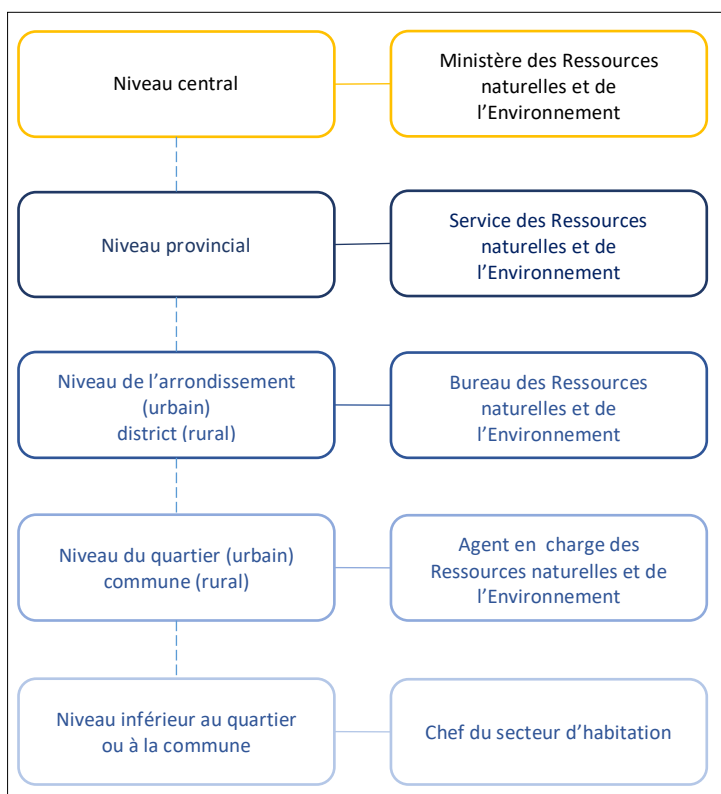 Niveau central
Ministère des Ressources
naturelles et de
l’Environnement
Niveau provincial
Service des Ressources
naturelles et de
l’Environnement
Niveau de l’arrondissement
(urbain)
district (rural)
Bureau des Ressources
naturelles et de
l’Environnement
Niveau du quartier (urbain)
commune (rural)
Agent en charge des
Ressources naturelles et de
l’Environnement
Niveau inférieur au quartier
ou à la commune
Chef du secteur d’habitation